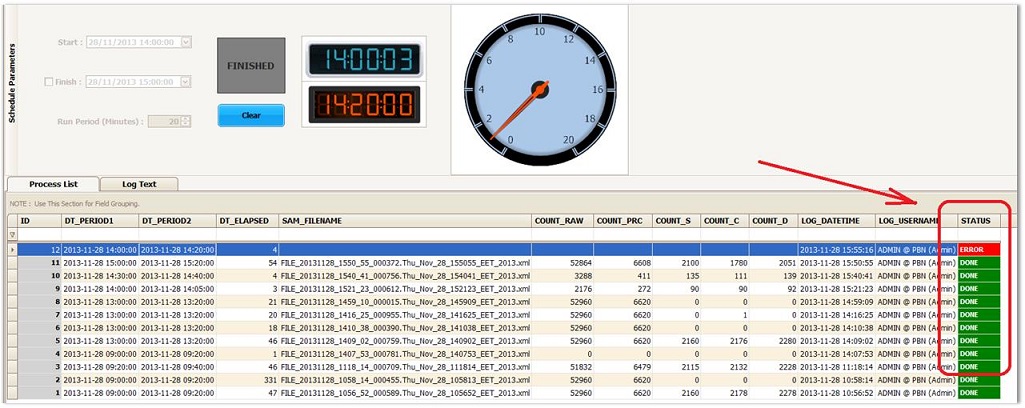 Schedule Parameters
Start : 28/11/2013 14:00:00
Finish : 28/11/2013 15:00:00
Run Period (Minutes) : 20
FINISHED
Clear
14:00:03
14:20:00
0 2 4 6 8 10 12 14 16 18 20
Process List Log Text
NOTE : Use This Section for Field Grouping.
ID DT_PERIOD1 DT_PERIOD2 DT_ELAPSED SAM_FILENAME COUNT_RAW COUNT_PRC COUNT_S COUNT_C COUNT_D LOG_DATETIME LOG_USERNAME STATUS
12 2013-11-28 14:00:00 2013-11-28 14:20:00 4 2013-11-28 15:55:16 ADMIN @ PBN (Admin) ERROR
11 2013-11-28 15:00:00 2013-11-28 15:20:00 54 FILE_20131128_1550_55_000372.Thu_Nov_28_155055_EET_2013.xml 52864 6608 2100 1780 2051 2013-11-28 15:50:55 ADMIN @ PBN (Admin) DONE
10 2013-11-28 14:30:00 2013-11-28 14:40:00 4 FILE_20131128_1540_41_000756.Thu_Nov_28_154041_EET_2013.xml 3288 411 135 111 139 2013-11-28 15:40:41 ADMIN @ PBN (Admin) DONE
9 2013-11-28 14:00:00 2013-11-28 14:05:00 3 FILE_20131128_1521_23_000612.Thu_Nov_28_152123_EET_2013.xml 2176 272 90 90 92 2013-11-28 15:21:23 ADMIN @ PBN (Admin) DONE
8 2013-11-28 13:00:00 2013-11-28 13:20:00 21 FILE_20131128_1459_10_000019.Thu_Nov_28_145909_EET_2013.xml 52960 6620 0 0 0 2013-11-28 14:59:09 ADMIN @ PBN (Admin) DONE
7 2013-11-28 13:00:00 2013-11-28 13:20:00 20 FILE_20131128_1416_25_000955.Thu_Nov_28_141625_EET_2013.xml 52960 6620 0 1 0 2013-11-28 14:16:25 ADMIN @ PBN (Admin) DONE
6 2013-11-28 13:00:00 2013-11-28 13:20:00 18 FILE_20131128_1410_38_000390.Thu_Nov_28_141038_EET_2013.xml 52960 6620 0 0 0 2013-11-28 14:10:38 ADMIN @ PBN (Admin) DONE
5 2013-11-28 13:00:00 2013-11-28 13:20:00 46 FILE_20131128_1409_02_000759.Thu_Nov_28_140902_EET_2013.xml 52960 6620 2160 2176 2280 2013-11-28 14:09:02 ADMIN @ PBN (Admin) DONE
4 2013-11-28 09:00:00 2013-11-28 09:20:00 1 FILE_20131128_1407_53_000781.Thu_Nov_28_140753_EET_2013.xml 0 0 0 0 0 2013-11-28 14:07:53 ADMIN @ PBN (Admin) DONE
3 2013-11-28 09:20:00 2013-11-28 09:40:00 46 FILE_20131128_1118_14_000709.Thu_Nov_28_111814_EET_2013.xml 51832 6479 2115 2132 2228 2013-11-28 11:18:14 ADMIN @ PBN (Admin) DONE
2 2013-11-28 09:00:00 2013-11-28 09:20:00 331 FILE_20131128_1058_14_000455.Thu_Nov_28_105813_EET_2013.xml 52960 6620 0 0 0 2013-11-28 10:58:14 ADMIN @ PBN (Admin) DONE
1 2013-11-28 09:00:00 2013-11-28 09:20:00 47 FILE_20131128_1056_52_000589.Thu_Nov_28_105652_EET_2013.xml 52960 6620 2160 2178 2278 2013-11-28 10:56:52 ADMIN @ PBN (Admin) DONE